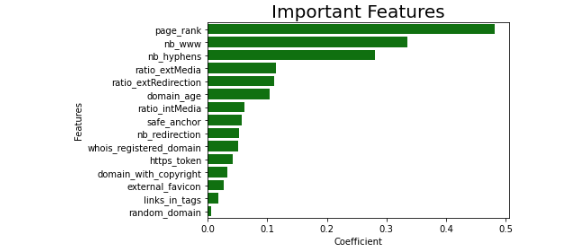 Important Features
page_rank
nb_www
nb_hyphens
ratio_extMedia
ratio_extRedirection
domain_age
ratio_intMedia
safe_anchor
nb_redirection
whois_registered_domain
https_token
domain_with_copyright
external_favicon
links_in_tags
random_domain
Features
0.0 0.1 0.2 0.3 0.4 0.5
Coefficient